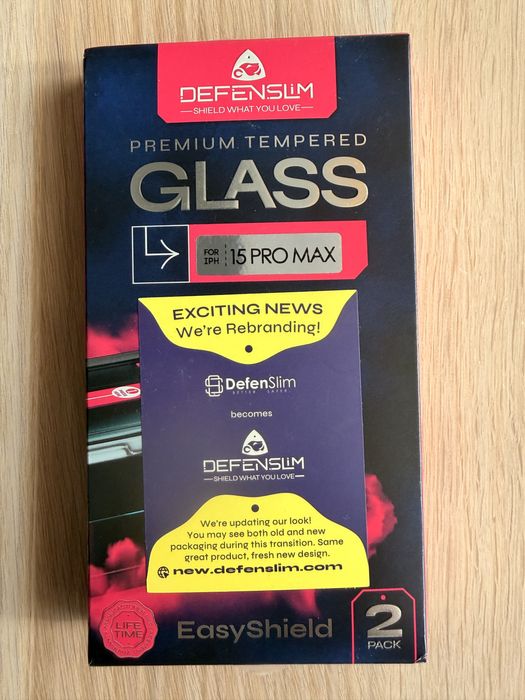 DEFENSLIM
SHIELD WHAT YOU LOVE
PREMIUM TEMPERED
GLASS
FOR IPH
15 PRO MAX
EXCITING NEWS
We're Rebranding!
DefenSlim
BETTER. SAFER.
becomes
DEFENSLIM
SHIELD WHAT YOU LOVE
We're updating our look!
You may see both old and new
packaging during this transition. Same
great product, fresh new design.
new.defenslim.com
LIFE
TIME
EasyShield
2
PACK